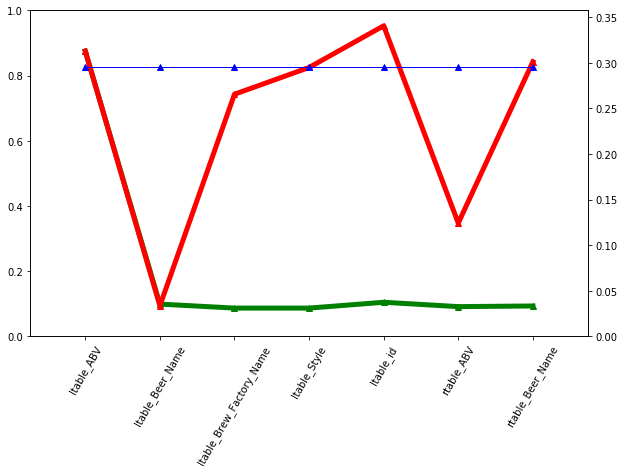 1.0
0.8
0.6
0.4
0.2
0.0
0.35
0.30
0.25
0.20
0.15
0.10
0.05
0.00
ltable_ABV
ltable_Beer_Name
ltable_Brew_Factory_Name
ltable_Style
ltable_id
rtable_ABV
rtable_Beer_Name